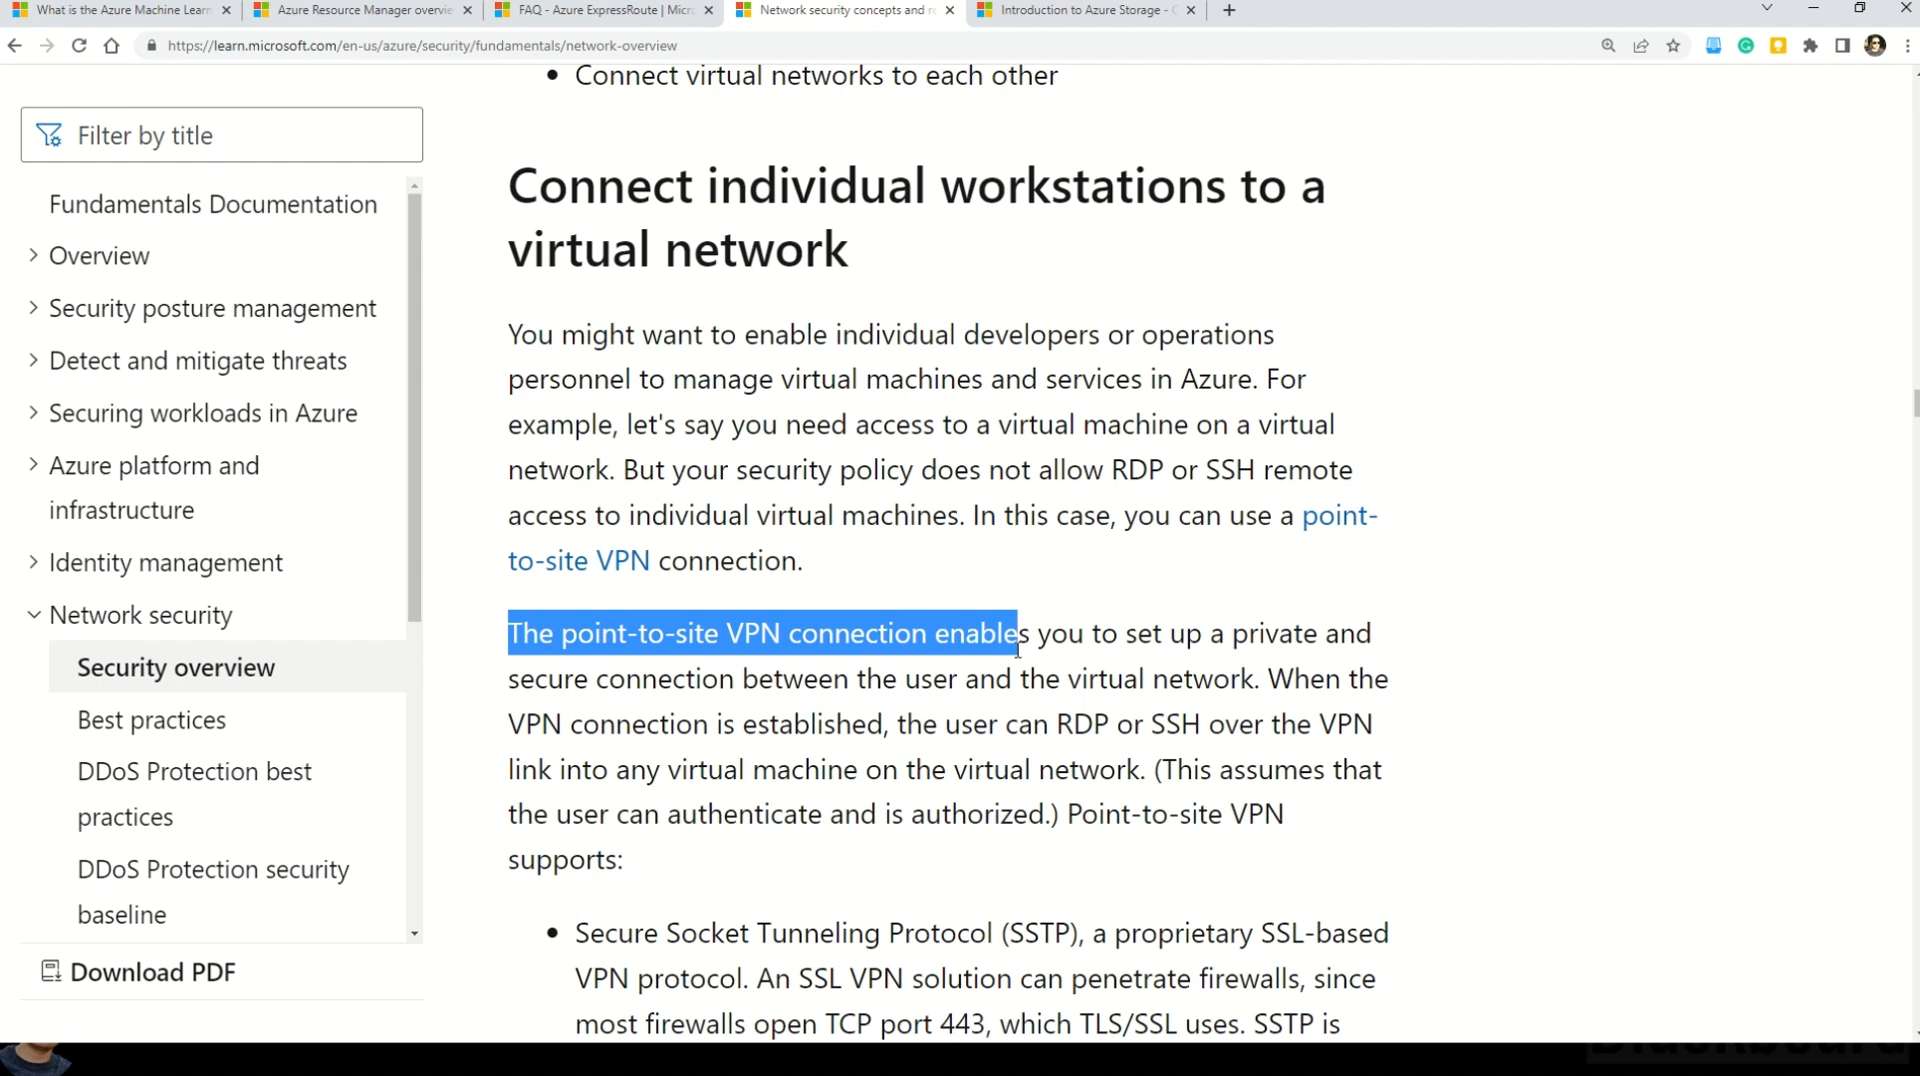 What is the Azure Machine Learn
Azure Resource Manager overvie
FAQ - Azure ExpressRoute | Micr
Network security concepts and re
Introduction to Azure Storage - C
https://learn.microsoft.com/en-us/azure/security/fundamentals/network-overview
Filter by title
Fundamentals Documentation
Overview
Security posture management
Detect and mitigate threats
Securing workloads in Azure
Azure platform and
infrastructure
Identity management
Network security
Security overview
Best practices
DDoS Protection best
practices
DDoS Protection security
baseline
Download PDF
Connect virtual networks to each other
Connect individual workstations to a
virtual network
You might want to enable individual developers or operations
personnel to manage virtual machines and services in Azure. For
example, let's say you need access to a virtual machine on a virtual
network. But your security policy does not allow RDP or SSH remote
access to individual virtual machines. In this case, you can use a point-
to-site VPN connection.
The point-to-site VPN connection enables you to set up a private and
secure connection between the user and the virtual network. When the
VPN connection is established, the user can RDP or SSH over the VPN
link into any virtual machine on the virtual network. (This assumes that
the user can authenticate and is authorized.) Point-to-site VPN
supports:
Secure Socket Tunneling Protocol (SSTP), a proprietary SSL-based
VPN protocol. An SSL VPN solution can penetrate firewalls, since
most firewalls open TCP port 443, which TLS/SSL uses. SSTP is